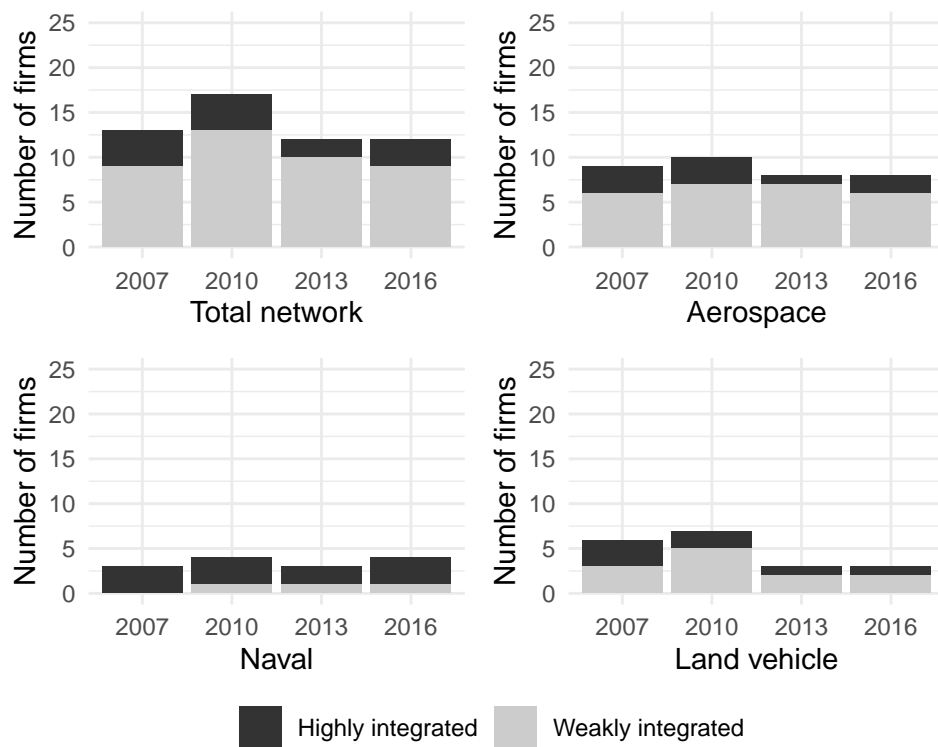 Number of firms
25
20
15
10
5
0
2007 2010 2013 2016
Total network
Number of firms
25
20
15
10
5
0
2007 2010 2013 2016
Aerospace
Number of firms
25
20
15
10
5
0
2007 2010 2013 2016
Naval
Number of firms
25
20
15
10
5
0
2007 2010 2013 2016
Land vehicle
Highly integrated Weakly integrated